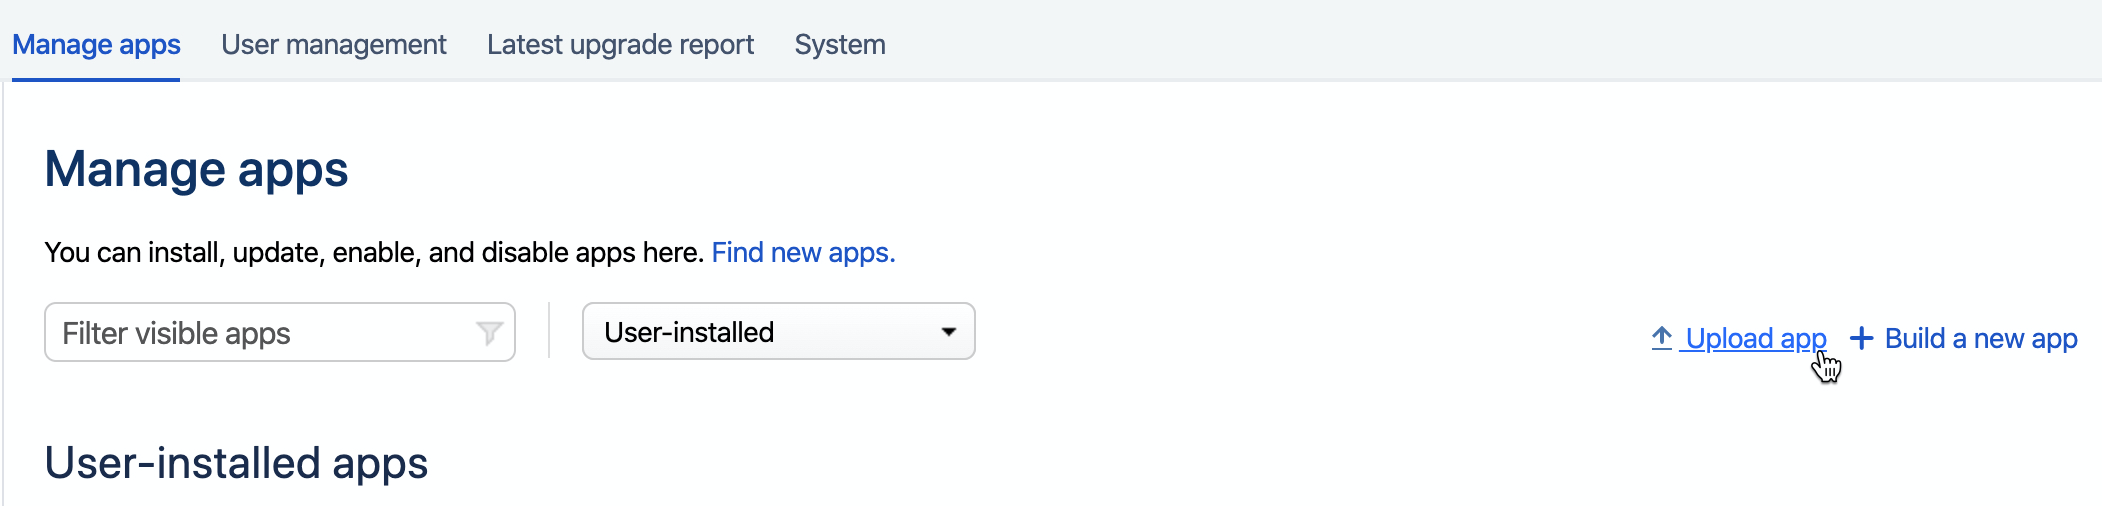 Manage apps User management Latest upgrade report System
Manage apps
You can install, update, enable, and disable apps here. Find new apps.
Filter visible apps User-installed Upload app Build a new app
User-installed apps